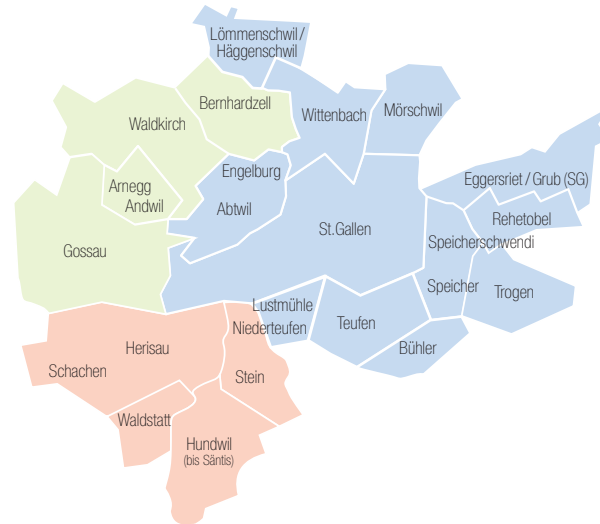 Lömmenschwil /
Häggenschwil
Bernhardzell
Wittenbach
Mörschwil
Waldkirch
Engelburg
Eggersriet / Grub (SG)
Arnegg
Andwil
Abtwil
Rehetobel
St.Gallen
Speicherschwendi
Gossau
Speicher
Trogen
Lustmühle
Niederteufen
Teufen
Herisau
Bühler
Schachen
Stein
Waldstatt
Hundwil
(bis Säntis)